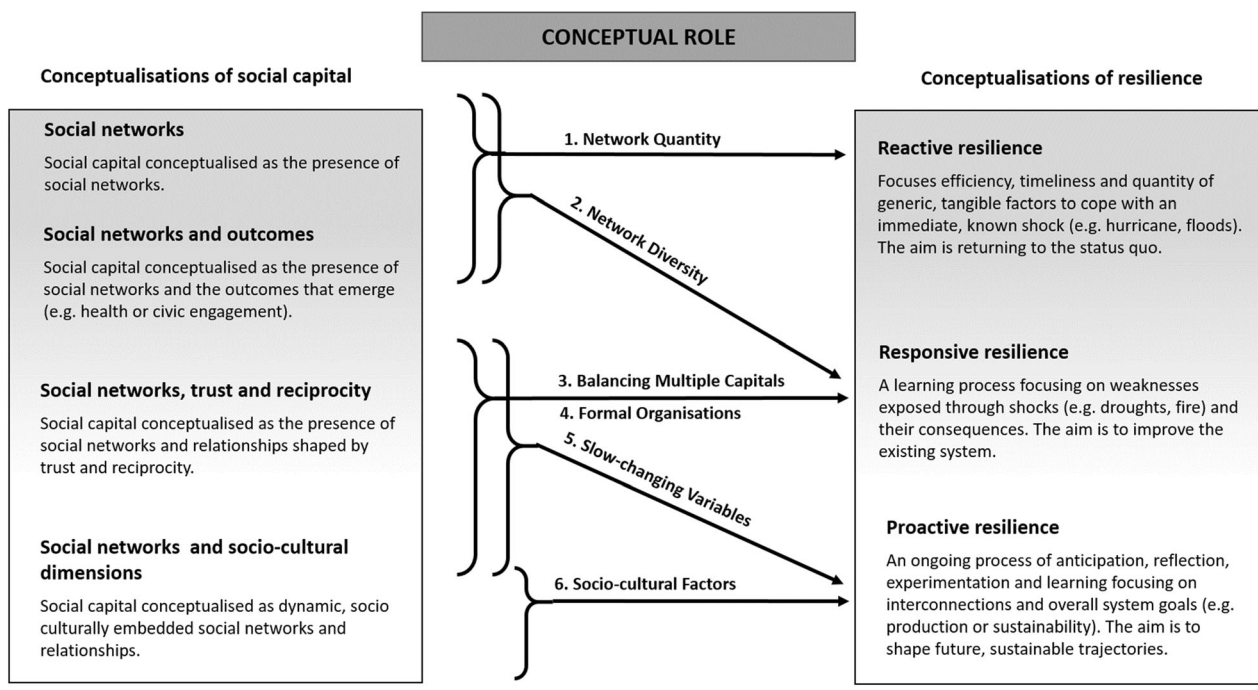 CONCEPTUAL ROLE
Conceptualisations of social capital
Social networks
Social capital conceptualised as the presence of
social networks.
Social networks and outcomes
Social capital conceptualised as the presence of
social networks and the outcomes that emerge
(e.g. health or civic engagement).
Social networks, trust and reciprocity
Social capital conceptualised as the presence of
social networks and relationships shaped by
trust and reciprocity.
Social networks and socio-cultural
dimensions
Social capital conceptualised as dynamic, socio
culturally embedded social networks and
relationships.
1. Network Quantity
2. Network Diversity
3. Balancing Multiple Capitals
4. Formal Organisations
5. Slow-changing Variables
6. Socio-cultural Factors
Conceptualisations of resilience
Reactive resilience
Focuses efficiency, timeliness and quantity of
generic, tangible factors to cope with an
immediate, known shock (e.g. hurricane, floods).
The aim is returning to the status quo.
Responsive resilience
A learning process focusing on weaknesses
exposed through shocks (e.g. droughts, fire) and
their consequences. The aim is to improve the
existing system.
Proactive resilience
An ongoing process of anticipation, reflection,
experimentation and learning focusing on
interconnections and overall system goals (e.g.
production or sustainability). The aim is to
shape future, sustainable trajectories.